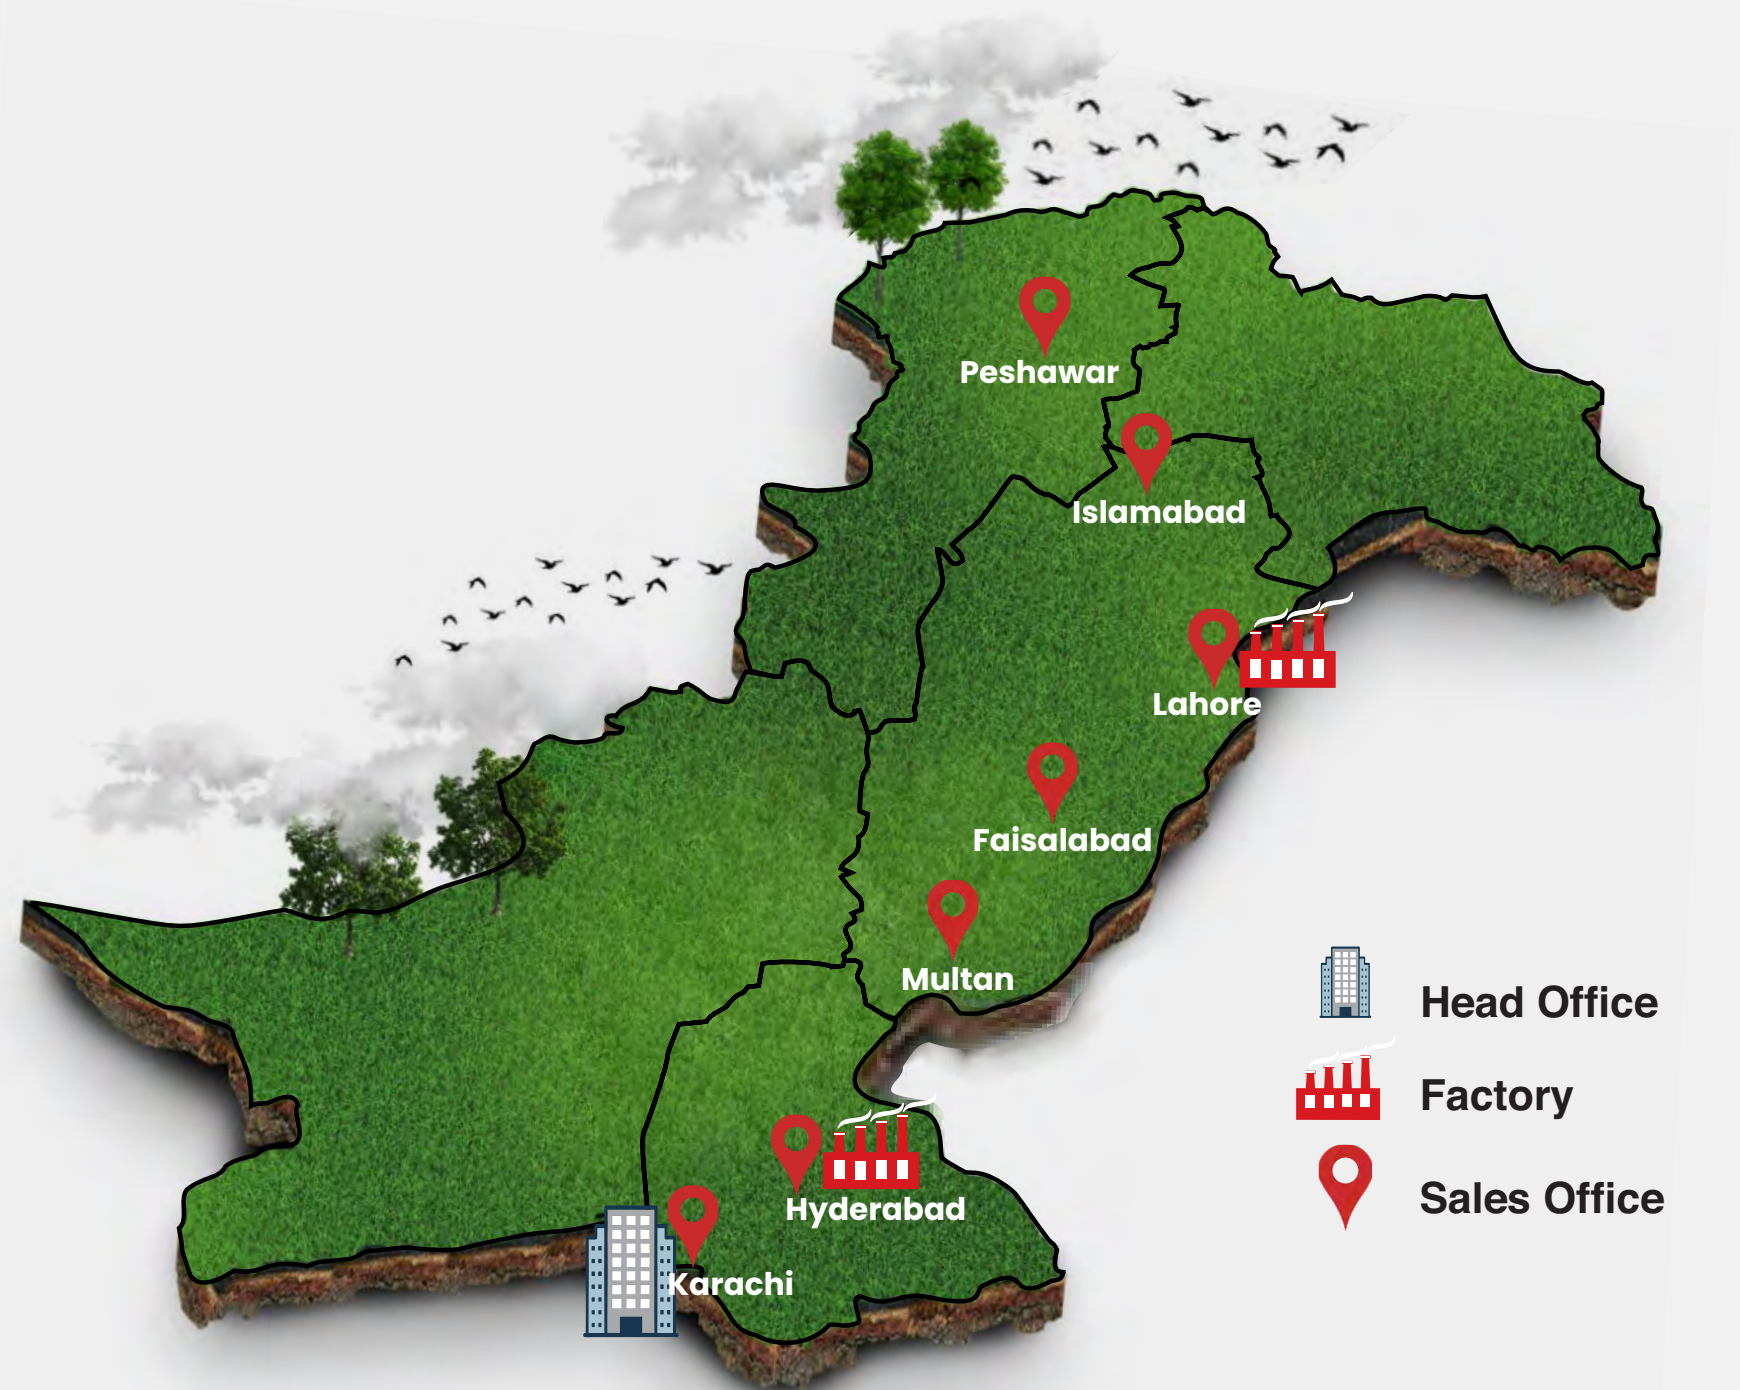 Peshawar
Islamabad
Lahore
Faisalabad
Multan
Hyderabad
Karachi
Head Office
Factory
Sales Office